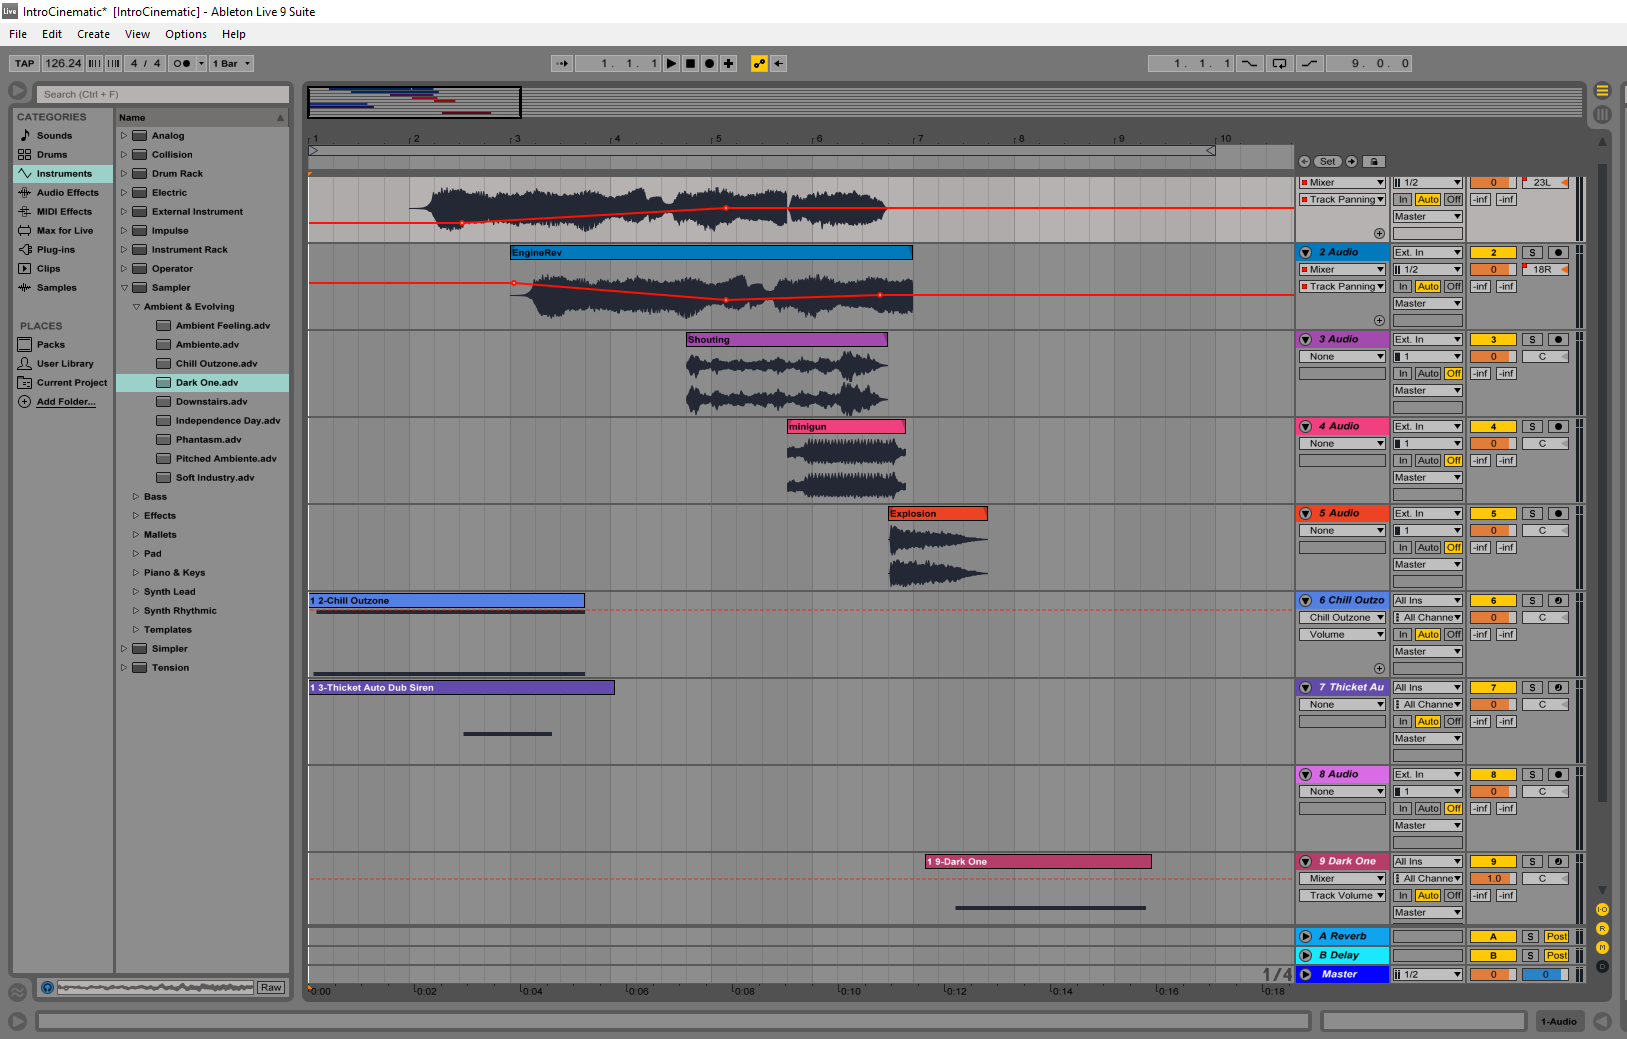 Live IntroCinematic* [IntroCinematic] - Ableton Live 9 Suite
File Edit Create View Options Help
TAP 126.24 4 / 4 1 Bar 1. 1. 1 1. 1. 1 9. 0. 0
Search (Ctrl + F)
CATEGORIES
Sounds
Drums
Instruments
Audio Effects
MIDI Effects
Max for Live
Plug-ins
Clips
Samples
PLACES
Packs
User Library
Current Project
Add Folder...
Name
Analog
Collision
Drum Rack
Electric
External Instrument
Impulse
Instrument Rack
Operator
Sampler
Ambient & Evolving
Ambient Feeling.adv
Ambiente.adv
Chill Outzone.adv
Dark One.adv
Downstairs.adv
Independence Day.adv
Phantasm.adv
Pitched Ambiente.adv
Soft Industry.adv
Bass
Effects
Mallets
Pad
Piano & Keys
Synth Lead
Synth Rhythmic
Templates
Simpler
Tension
Raw
1 2 3 4 5 6 7 8 9 10
Set
Mixer 1/2 0 23L
Track Panning In Auto Off -inf -inf
Master
EngineRev
2 Audio Ext. In 2 S
Mixer 1/2 0 18R
Track Panning In Auto Off -inf -inf
Master
Shouting
3 Audio Ext. In 3 S
None 1 0 C
In Auto Off -inf -inf
Master
minigun
4 Audio Ext. In 4 S
None 1 0 C
In Auto Off -inf -inf
Master
Explosion
5 Audio Ext. In 5 S
None 1 0 C
In Auto Off -inf -inf
Master
1 2-Chill Outzone
6 Chill Outzo All Ins 6 S
Chill Outzone All Channe 0 C
Volume In Auto Off -inf -inf
Master
1 3-Thicket Auto Dub Siren
7 Thicket Au All Ins 7 S
None All Channe 0 C
In Auto Off -inf -inf
Master
8 Audio Ext. In 8 S
None 1 0 C
In Auto Off -inf -inf
Master
1 9-Dark One
9 Dark One All Ins 9 S
Mixer All Channe 1.0 C
Track Volume In Auto Off -inf -inf
Master
A Reverb A S Post
B Delay B S Post
1/4 Master 1/2 0 0
0:00 0:02 0:04 0:06 0:08 0:10 0:12 0:14 0:16 0:18
I·O
R
M
D
1-Audio